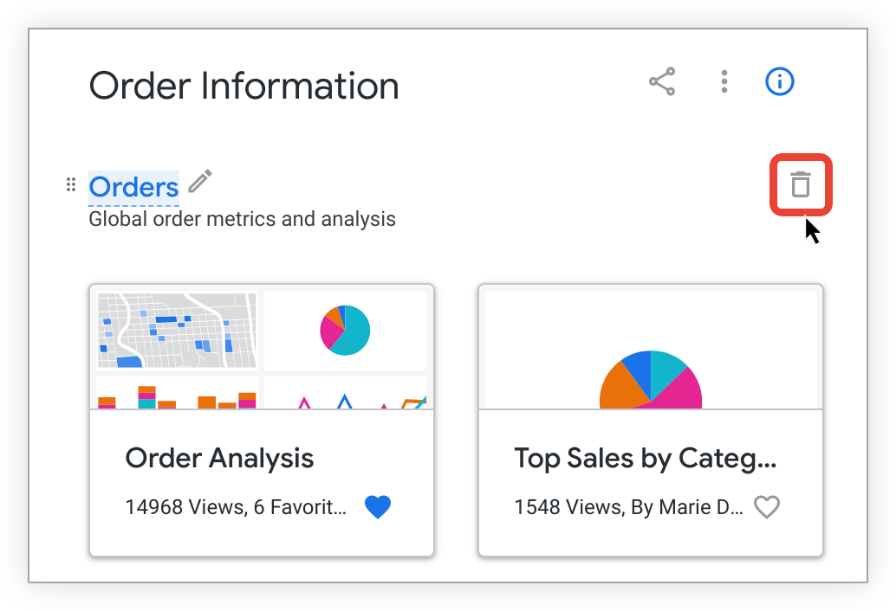 Order Information
Orders
Global order metrics and analysis
Order Analysis
14968 Views, 6 Favorit...
Top Sales by Categ...
1548 Views, By Marie D...